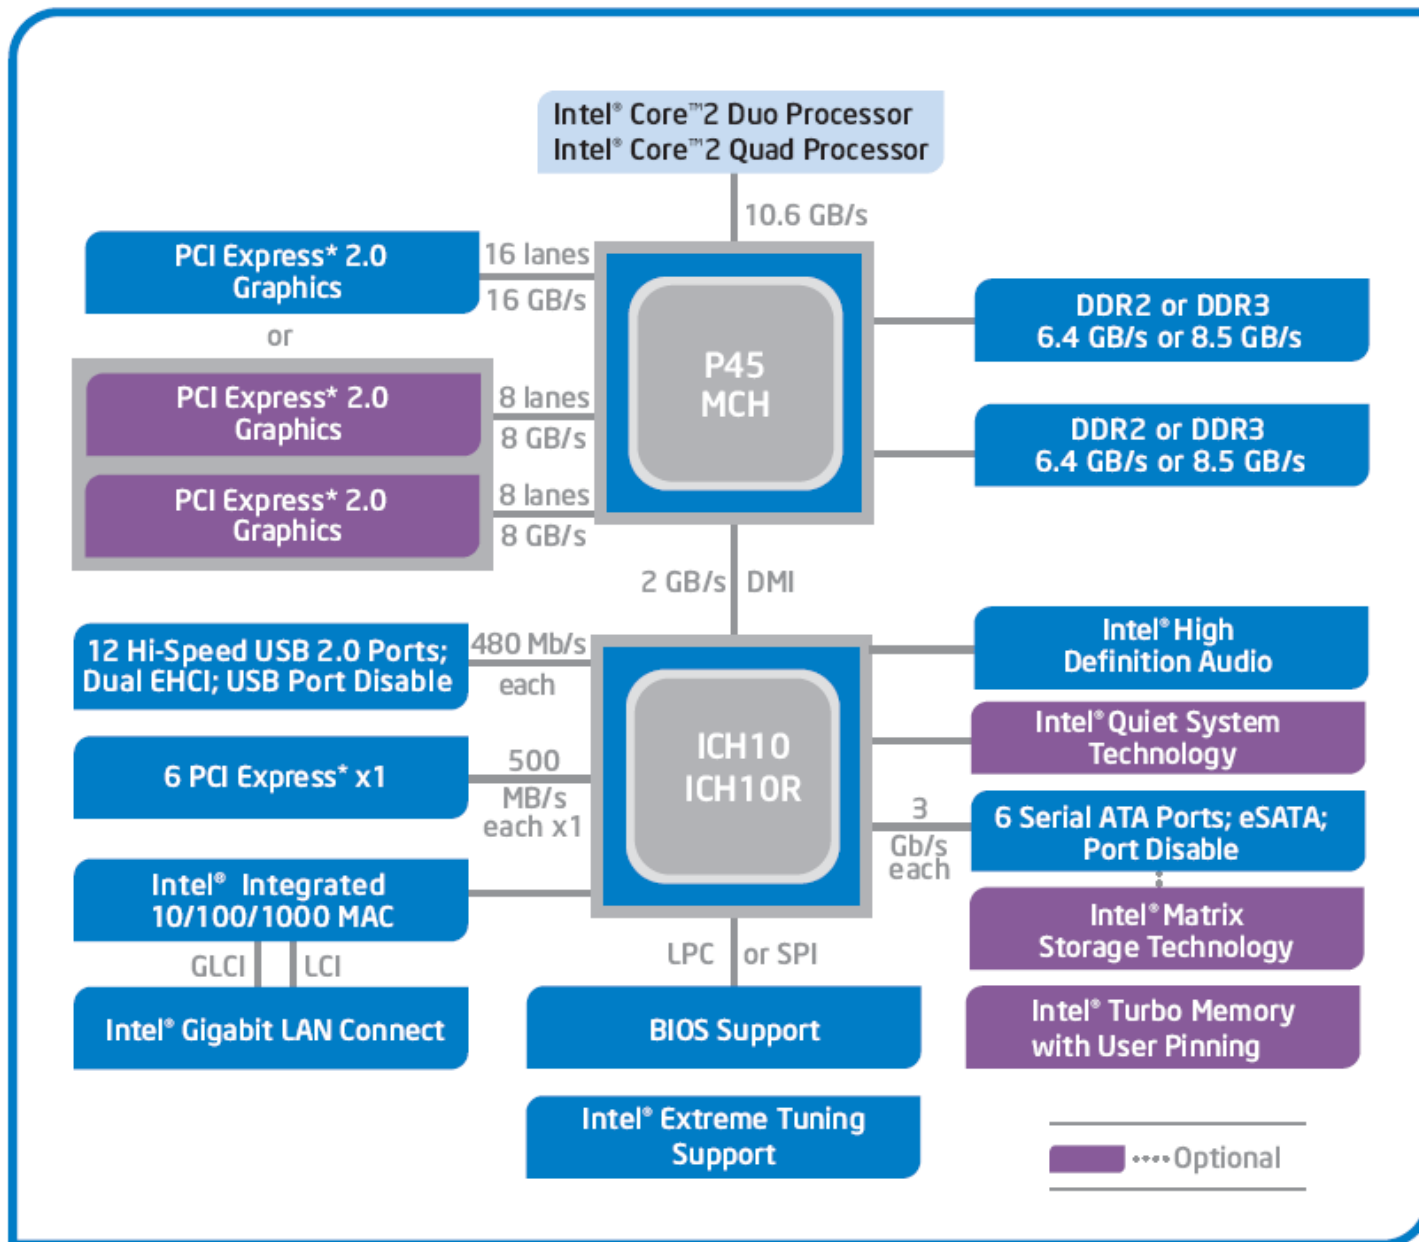 Intel® Core™2 Duo Processor
Intel® Core™2 Quad Processor
10.6 GB/s
PCI Express* 2.0
Graphics
16 lanes
16 GB/s
or
PCI Express* 2.0
Graphics
8 lanes
8 GB/s
PCI Express* 2.0
Graphics
8 lanes
8 GB/s
P45
MCH
DDR2 or DDR3
6.4 GB/s or 8.5 GB/s
DDR2 or DDR3
6.4 GB/s or 8.5 GB/s
2 GB/s DMI
12 Hi-Speed USB 2.0 Ports;
Dual EHCI; USB Port Disable
480 Mb/s
each
6 PCI Express* x1
500
MB/s
each x1
Intel® Integrated
10/100/1000 MAC
GLCI LCI
Intel® Gigabit LAN Connect
ICH10
ICH10R
Intel® High
Definition Audio
Intel® Quiet System
Technology
3
Gb/s
each
6 Serial ATA Ports; eSATA;
Port Disable
Intel® Matrix
Storage Technology
Intel® Turbo Memory
with User Pinning
LPC or SPI
BIOS Support
Intel® Extreme Tuning
Support
Optional